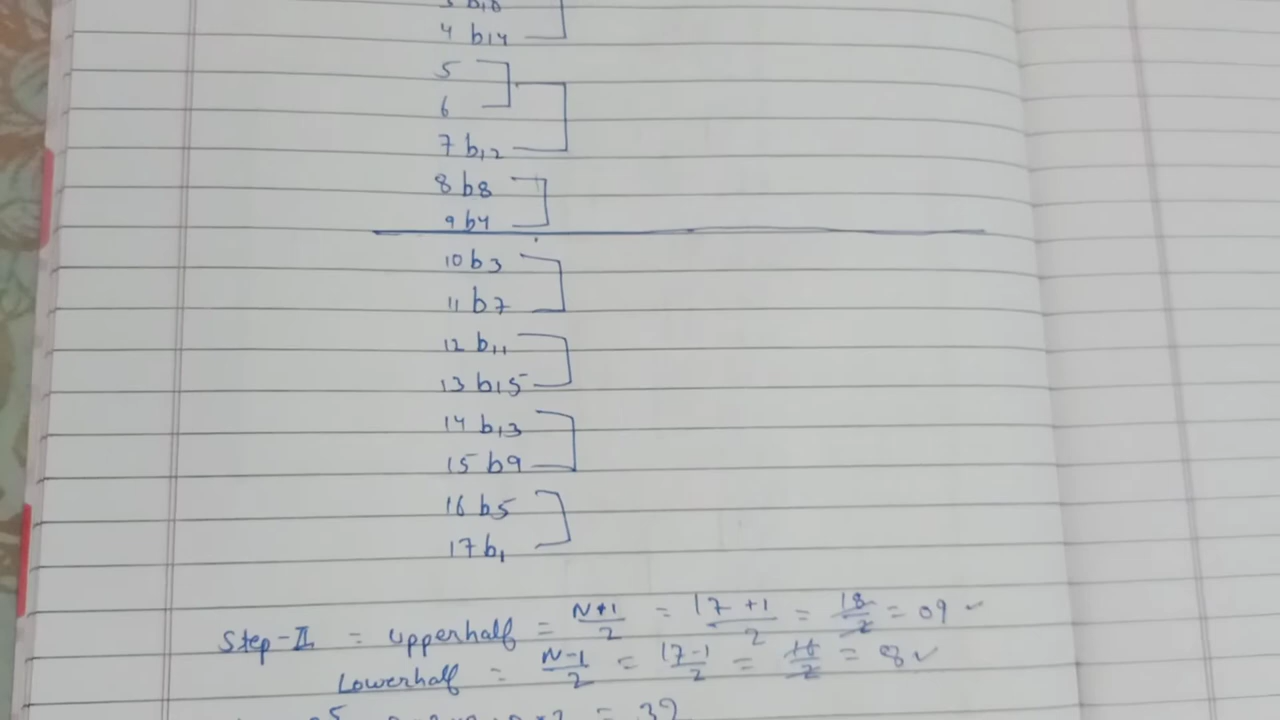 4 b14
5
6
7 b12
8 b8
9 b4
10 b3
11 b7
12 b11
13 b15
14 b13
15 b9
16 b5
17 b1
Step-II = upperhalf = N+1/2 = 17+1/2 = 18/2 = 09 ✓
Lowerhalf = N-1/2 = 17-1/2 = 16/2 = 8 ✓
= 32